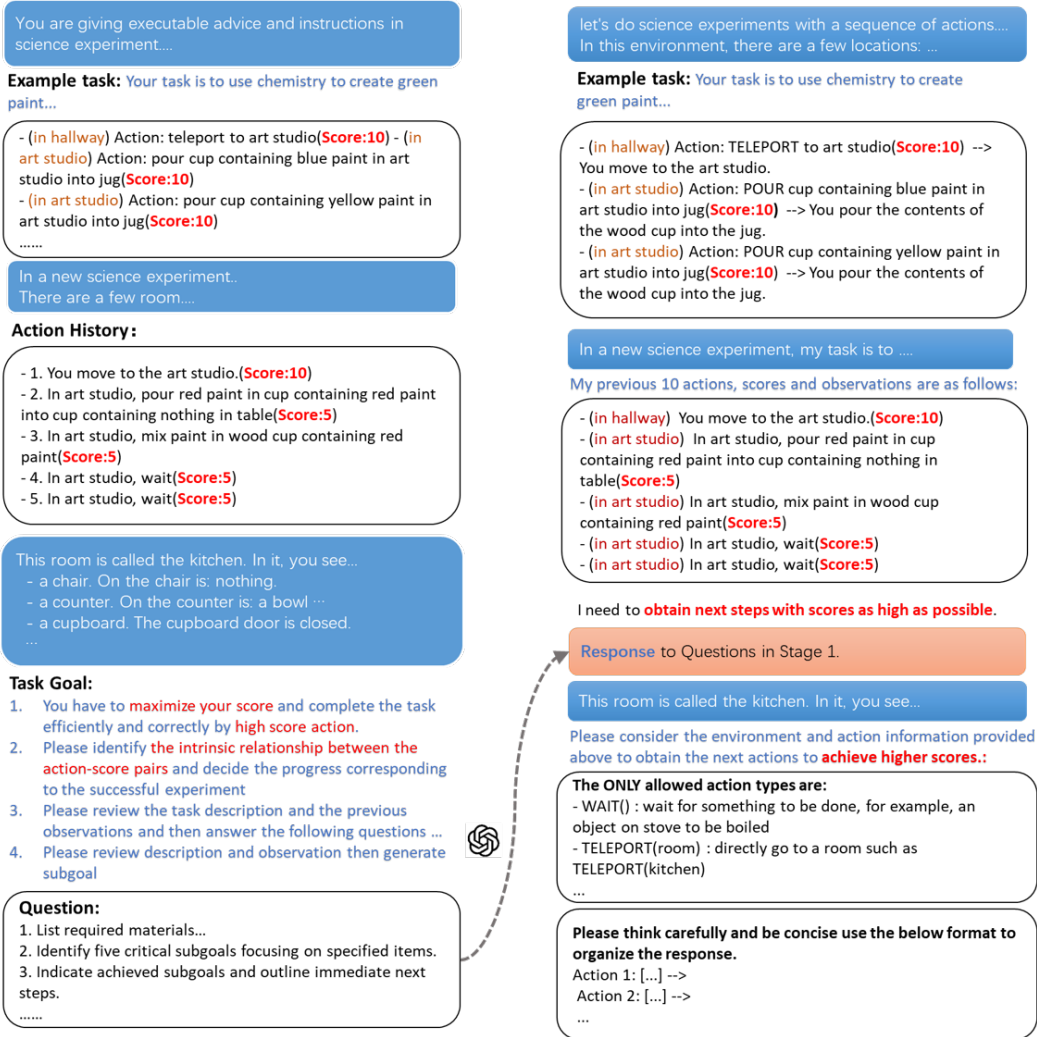 You are giving executable advice and instructions in
science experiment....
Example task: Your task is to use chemistry to create green
paint...
- (in hallway) Action: teleport to art studio(Score:10) - (in
art studio) Action: pour cup containing blue paint in art
studio into jug(Score:10)
- (in art studio) Action: pour cup containing yellow paint in
art studio into jug(Score:10)
......
In a new science experiment..
There are a few room....
Action History:
- 1. You move to the art studio.(Score:10)
- 2. In art studio, pour red paint in cup containing red paint
into cup containing nothing in table(Score:5)
- 3. In art studio, mix paint in wood cup containing red
paint(Score:5)
- 4. In art studio, wait(Score:5)
- 5. In art studio, wait(Score:5)
This room is called the kitchen. In it, you see...
- a chair. On the chair is: nothing.
- a counter. On the counter is: a bowl ...
- a cupboard. The cupboard door is closed.
...
Task Goal:
1. You have to maximize your score and complete the task
efficiently and correctly by high score action.
2. Please identify the intrinsic relationship between the
action-score pairs and decide the progress corresponding
to the successful experiment
3. Please review the task description and the previous
observations and then answer the following questions ...
4. Please review description and observation then generate
subgoal
Question:
1. List required materials...
2. Identify five critical subgoals focusing on specified items.
3. Indicate achieved subgoals and outline immediate next
steps.
......
let's do science experiments with a sequence of actions....
In this environment, there are a few locations: ...
Example task: Your task is to use chemistry to create
green paint...
- (in hallway) Action: TELEPORT to art studio(Score:10) -->
You move to the art studio.
- (in art studio) Action: POUR cup containing blue paint in
art studio into jug(Score:10) --> You pour the contents of
the wood cup into the jug.
- (in art studio) Action: POUR cup containing yellow paint in
art studio into jug(Score:10) --> You pour the contents of
the wood cup into the jug.
In a new science experiment, my task is to ....
My previous 10 actions, scores and observations are as follows:
- (in hallway) You move to the art studio.(Score:10)
- (in art studio) In art studio, pour red paint in cup
containing red paint into cup containing nothing in
table(Score:5)
- (in art studio) In art studio, mix paint in wood cup
containing red paint(Score:5)
- (in art studio) In art studio, wait(Score:5)
- (in art studio) In art studio, wait(Score:5)
I need to obtain next steps with scores as high as possible.
Response to Questions in Stage 1.
This room is called the kitchen. In it, you see...
Please consider the environment and action information provided
above to obtain the next actions to achieve higher scores.:
The ONLY allowed action types are:
- WAIT() : wait for something to be done, for example, an
object on stove to be boiled
- TELEPORT(room) : directly go to a room such as
TELEPORT(kitchen)
...
Please think carefully and be concise use the below format to
organize the response.
Action 1: [...] -->
Action 2: [...] -->
...